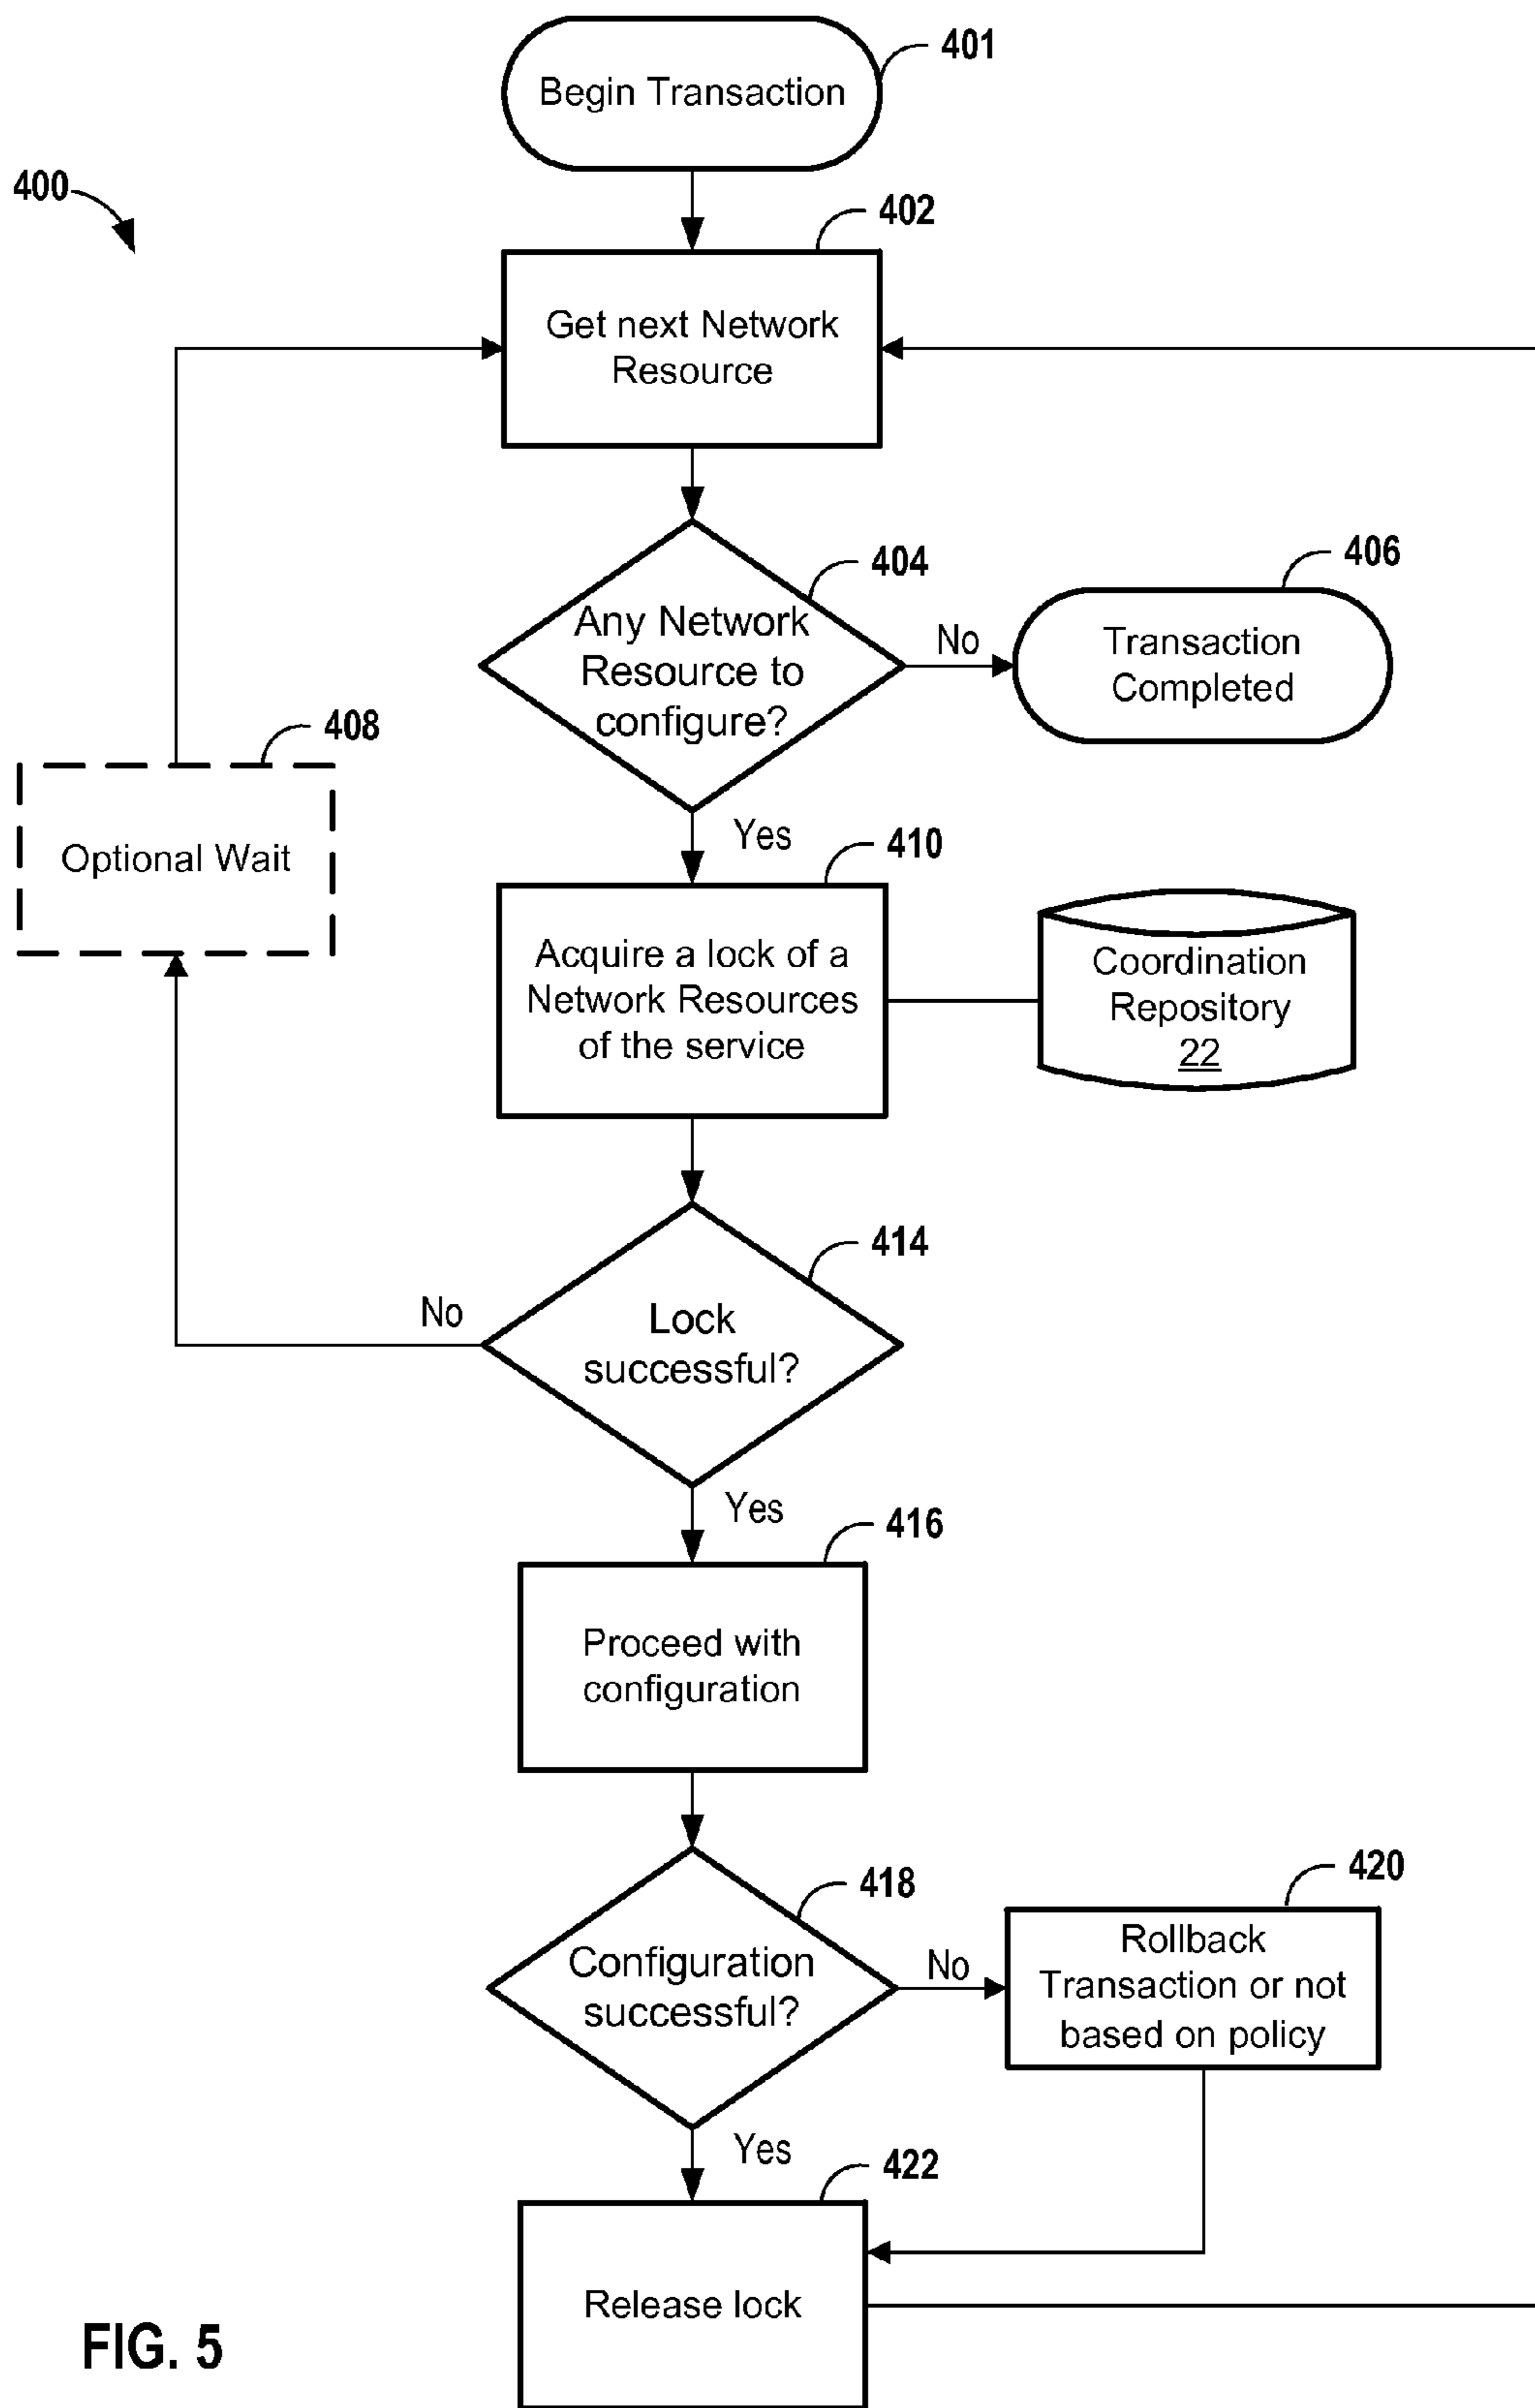 401
Begin Transaction
400
402
Get next Network
Resource
404
406
Any Network
Resource to
configure?
No
Transaction
Completed
408
Optional Wait
Yes
410
Acquire a lock of a
Network Resources
of the service
Coordination
Repository
22
414
No
Lock
successful?
Yes
416
Proceed with
configuration
418
420
Configuration
successful?
No
Rollback
Transaction or not
based on policy
Yes
422
Release lock
FIG. 5